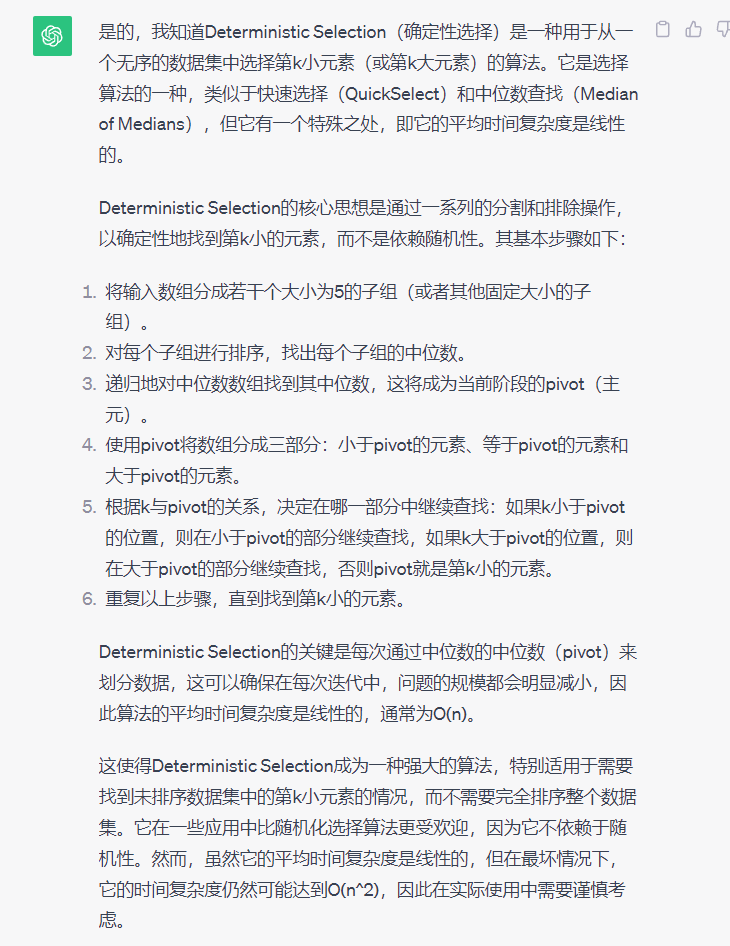 是的，我知道Deterministic Selection（确定性选择）是一种用于从一
个无序的数据集中选择第k小元素（或第k大元素）的算法。它是选择
算法的一种，类似于快速选择（QuickSelect）和中位数查找（Median
of Medians），但它有一个特殊之处，即它的平均时间复杂度是线性
的。
Deterministic Selection的核心思想是通过一系列的分割和排除操作，
以确定性地找到第k小的元素，而不是依赖随机性。其基本步骤如下：
1. 将输入数组分成若干个大小为5的子组（或者其他固定大小的子
组）。
2. 对每个子组进行排序，找出每个子组的中位数。
3. 递归地对中位数数组找到其中位数，这将成为当前阶段的pivot（主
元）。
4. 使用pivot将数组分成三部分：小于pivot的元素、等于pivot的元素和
大于pivot的元素。
5. 根据k与pivot的关系，决定在哪一部分中继续查找：如果k小于pivot
的位置，则在小于pivot的部分继续查找，如果k大于pivot的位置，则
在大于pivot的部分继续查找，否则pivot就是第k小的元素。
6. 重复以上步骤，直到找到第k小的元素。
Deterministic Selection的关键是每次通过中位数的中位数（pivot）来
划分数据，这可以确保在每次迭代中，问题的规模都会明显减小，因
此算法的平均时间复杂度是线性的，通常为O(n)。
这使得Deterministic Selection成为一种强大的算法，特别适用于需要
找到未排序数据集中的第k小元素的情况，而不需要完全排序整个数据
集。它在一些应用中比随机化选择算法更受欢迎，因为它不依赖于随
机性。然而，虽然它的平均时间复杂度是线性的，但在最坏情况下，
它的时间复杂度仍然可能达到O(n^2)，因此在实际使用中需要谨慎考
虑。